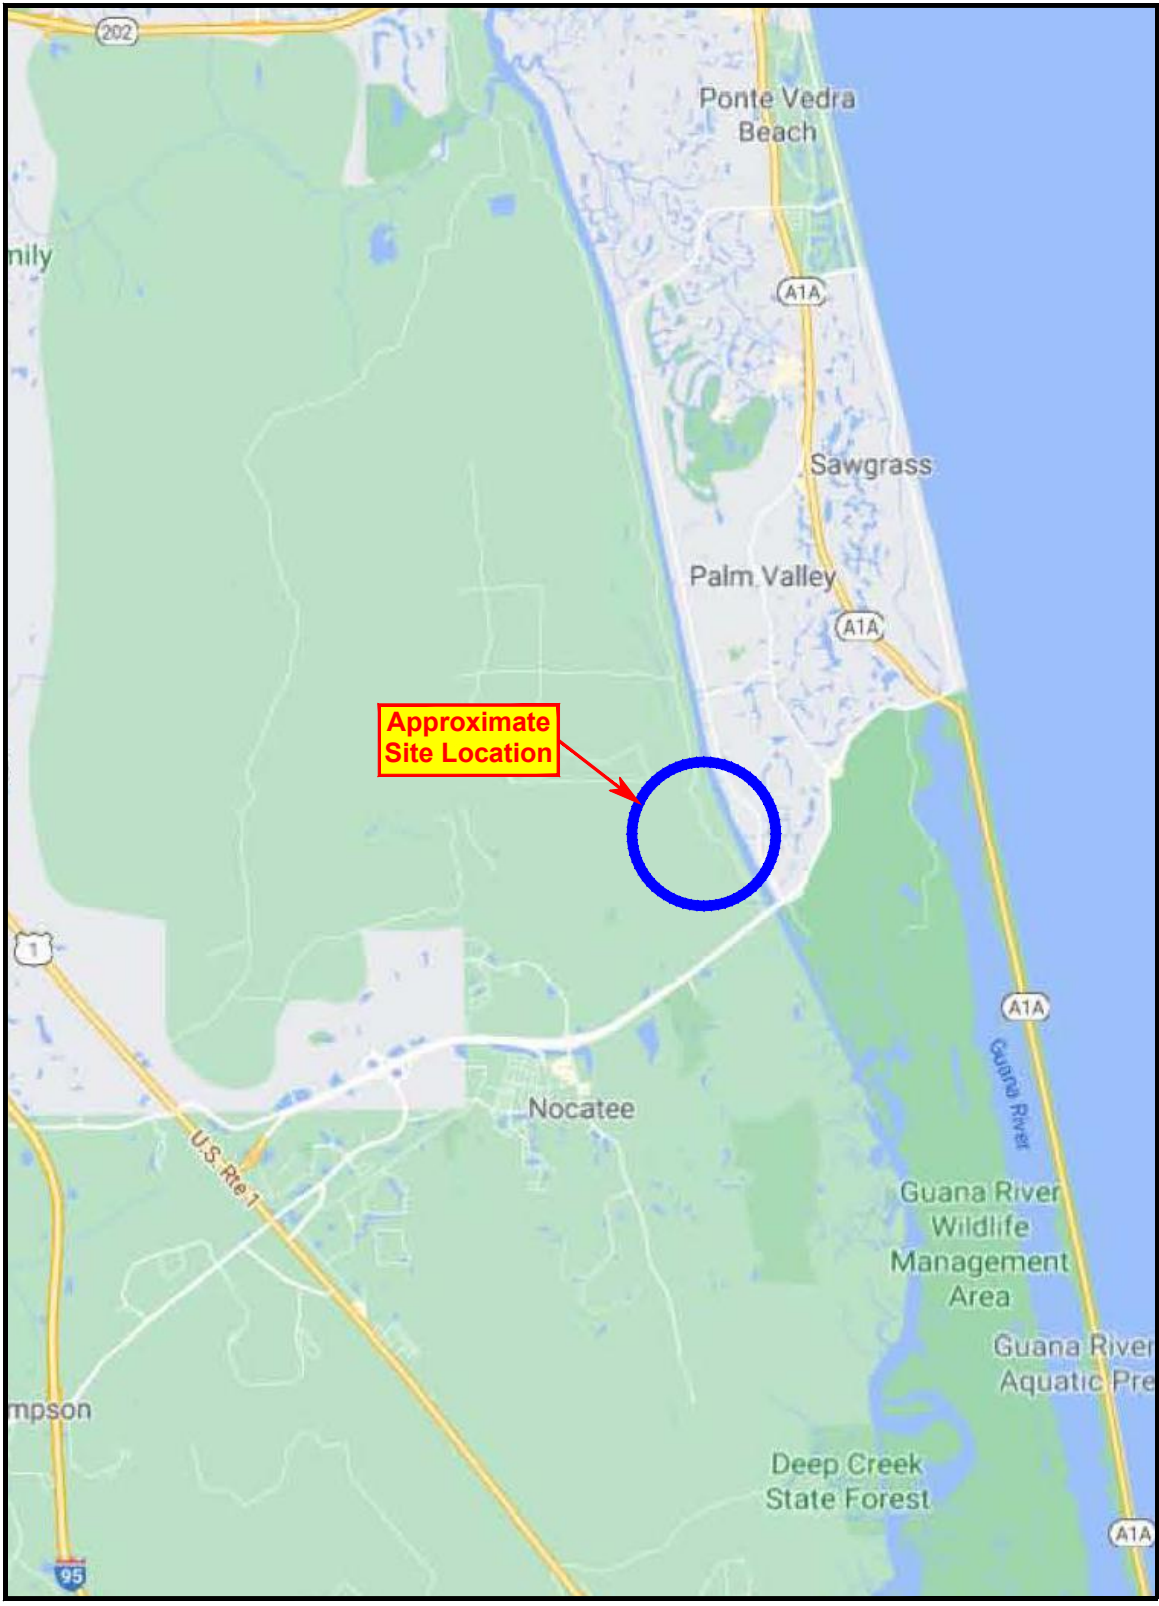 202
Ponte Vedra
Beach
nily
A1A
Sawgrass
Palm Valley
A1A
Approximate
Site Location
1
A1A
Guana River
Nocatee
U.S. Rte 1
Guana River
Wildlife
Management
Area
Guana River
Aquatic Pre
mpson
Deep Creek
State Forest
A1A
95